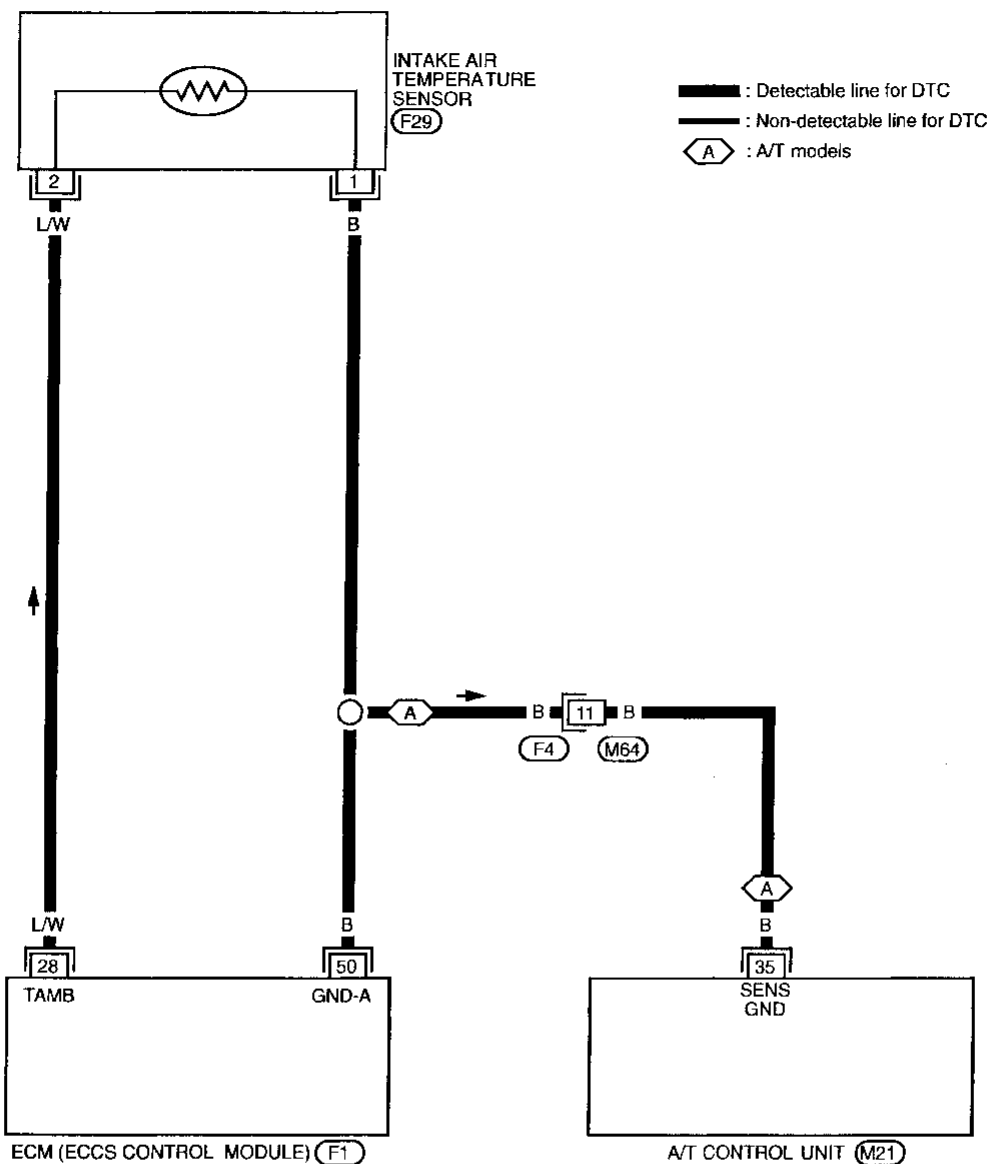 INTAKE AIR
TEMPERATURE
SENSOR
F29
: Detectable line for DTC
: Non-detectable line for DTC
A : A/T models
2 1
L/W B
A B 11 B
F4 M64
A
L/W B B
28 50 35
TAMB GND-A SENS
GND
ECM (ECCS CONTROL MODULE) F1 A/T CONTROL UNIT M21